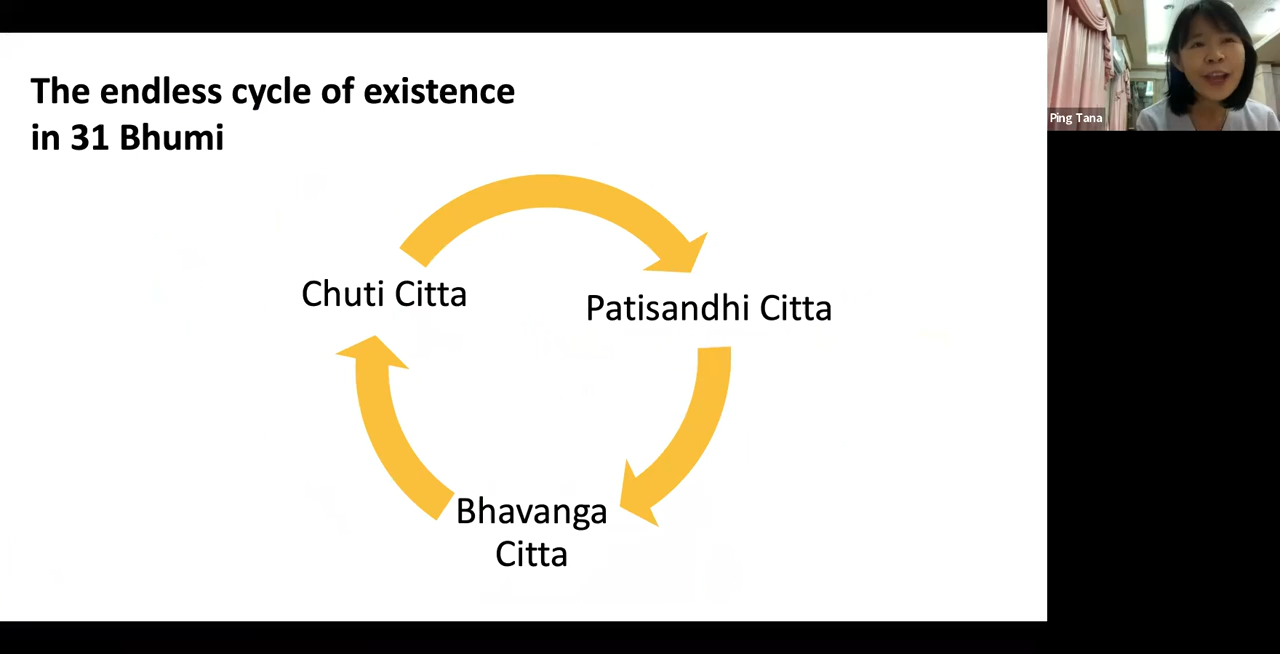 The endless cycle of existence
in 31 Bhumi
Ping Tana
Chuti Citta
Patisandhi Citta
Bhavanga
Citta